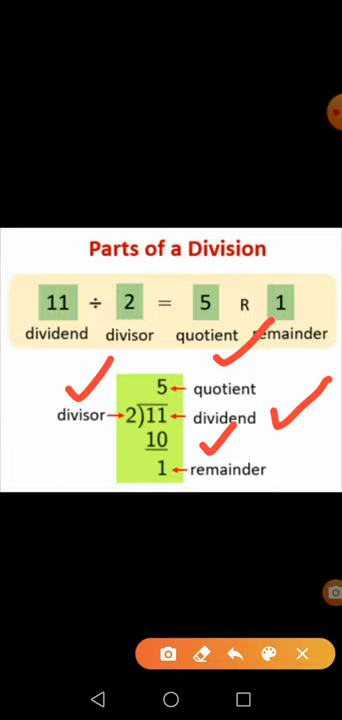 Parts of a Division
11 ÷ 2 = 5 R 1
dividend divisor quotient remainder
5 quotient
divisor 2)11 dividend
10
1 remainder